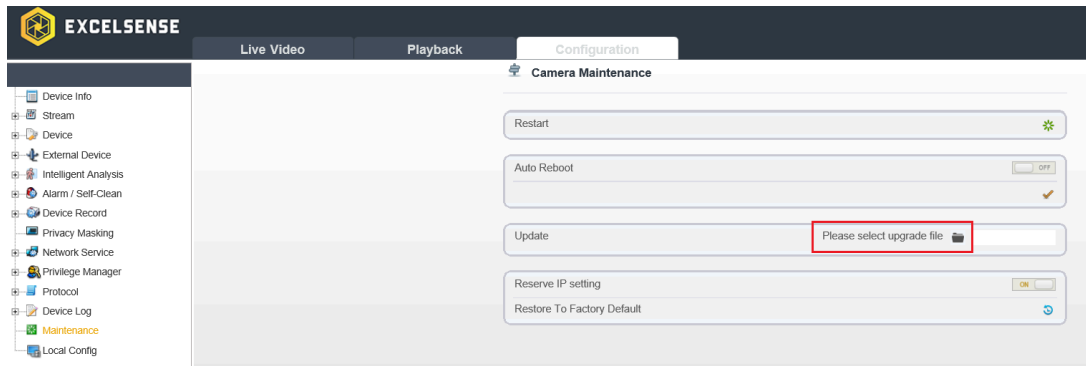 EXCELSENSE
Live Video Playback Configuration
Camera Maintenance
Device Info
Stream
Device
External Device
Intelligent Analysis
Alarm / Self-Clean
Device Record
Privacy Masking
Network Service
Privilege Manager
Protocol
Device Log
Maintenance
Local Config
Restart
Auto Reboot OFF
Update Please select upgrade file
Reserve IP setting ON
Restore To Factory Default